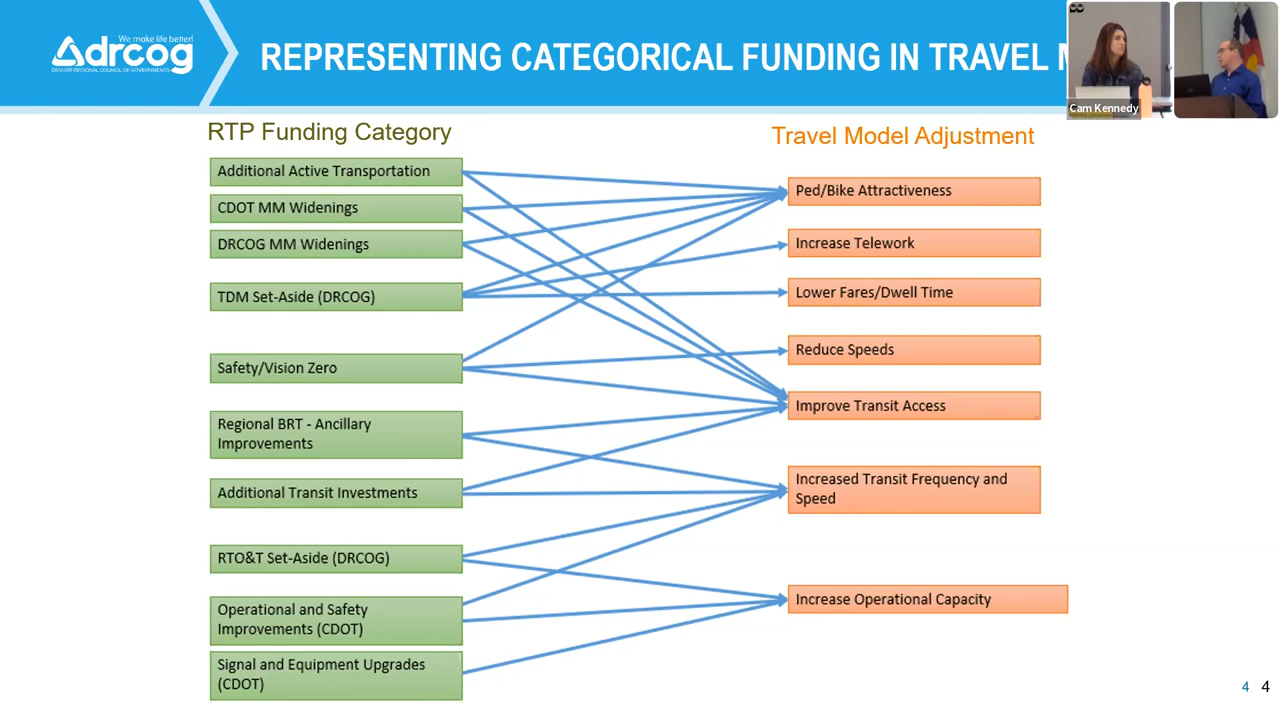 We make life better!
drcog
DENVER REGIONAL COUNCIL OF GOVERNMENTS
REPRESENTING CATEGORICAL FUNDING IN TRAVEL
Cam Kennedy
RTP Funding Category
Travel Model Adjustment
Additional Active Transportation
CDOT MM Widenings
DRCOG MM Widenings
TDM Set-Aside (DRCOG)
Safety/Vision Zero
Regional BRT - Ancillary
Improvements
Additional Transit Investments
RTO&T Set-Aside (DRCOG)
Operational and Safety
Improvements (CDOT)
Signal and Equipment Upgrades
(CDOT)
Ped/Bike Attractiveness
Increase Telework
Lower Fares/Dwell Time
Reduce Speeds
Improve Transit Access
Increased Transit Frequency and
Speed
Increase Operational Capacity
4 4